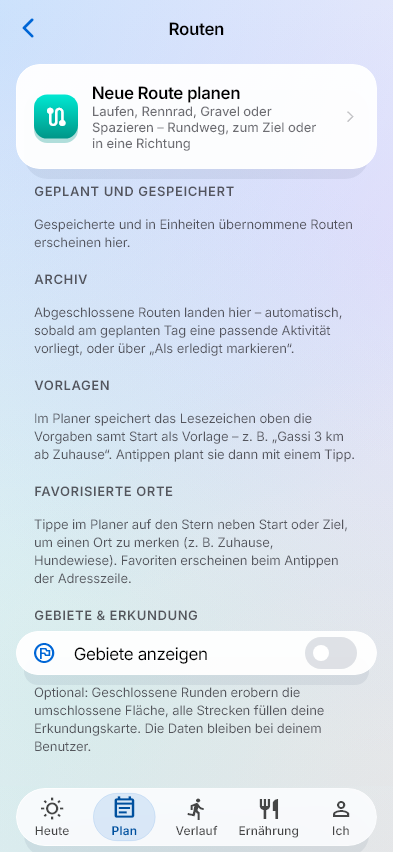 Routen
Neue Route planen
Laufen, Rennrad, Gravel oder
Spazieren – Rundweg, zum Ziel oder
in eine Richtung
GEPLANT UND GESPEICHERT
Gespeicherte und in Einheiten übernommene Routen
erscheinen hier.
ARCHIV
Abgeschlossene Routen landen hier – automatisch,
sobald am geplanten Tag eine passende Aktivität
vorliegt, oder über „Als erledigt markieren“.
VORLAGEN
Im Planer speichert das Lesezeichen oben die
Vorgaben samt Start als Vorlage – z. B. „Gassi 3 km
ab Zuhause“. Antippen plant sie dann mit einem Tipp.
FAVORISIERTE ORTE
Tippe im Planer auf den Stern neben Start oder Ziel,
um einen Ort zu merken (z. B. Zuhause,
Hundewiese). Favoriten erscheinen beim Antippen
der Adresszeile.
GEBIETE & ERKUNDUNG
Gebiete anzeigen
Optional: Geschlossene Runden erobern die
umschlossene Fläche, alle Strecken füllen deine
Erkundungskarte. Die Daten bleiben bei deinem
Benutzer.
Heute
Plan
Verlauf
Ernährung
Ich